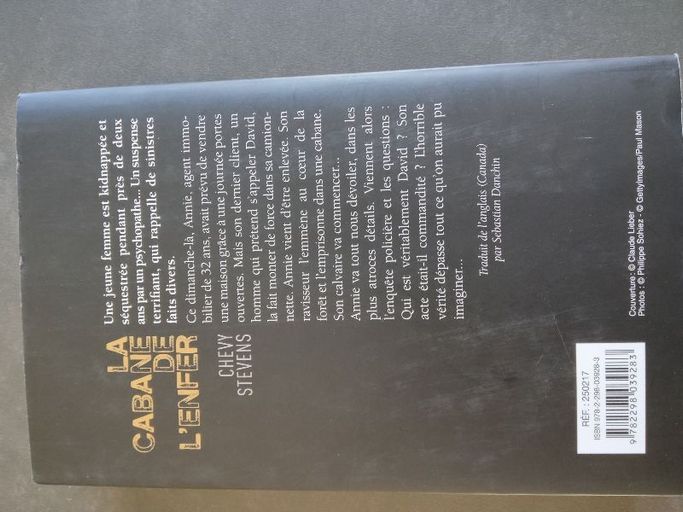 LA
CABANE
DE
L'ENFER
CHEVY
STEVENS
Une jeune femme est kidnappée et
séquestrée pendant près de deux
ans par un psychopathe... Un suspense
terrifiant, qui rappelle de sinistres
faits divers.
Ce dimanche-là, Annie, agent immo-
bilier de 32 ans, avait prévu de vendre
une maison grâce à une journée portes
ouvertes. Mais son dernier client, un
homme qui prétend s'appeler David,
la fait monter de force dans sa camion-
nette. Annie vient d'être enlevée. Son
ravisseur l'emmène au cœur de la
forêt et l'emprisonne dans une cabane.
Son calvaire va commencer...
Annie va tout nous dévoiler, dans les
plus atroces détails. Viennent alors
l'enquête policière et les questions :
Qui est véritablement David ? Son
acte était-il commandité ? L'horrible
vérité dépasse tout ce qu'on aurait pu
imaginer...
Traduit de l'anglais (Canada)
par Sebastian Danchin
RÉF : 250217
ISBN 978-2-298-03928-3
9 782298 039283
Couverture : © Claude Lieber
Photos : © Philippe Sohiez - © GettyImages/Paul Mason